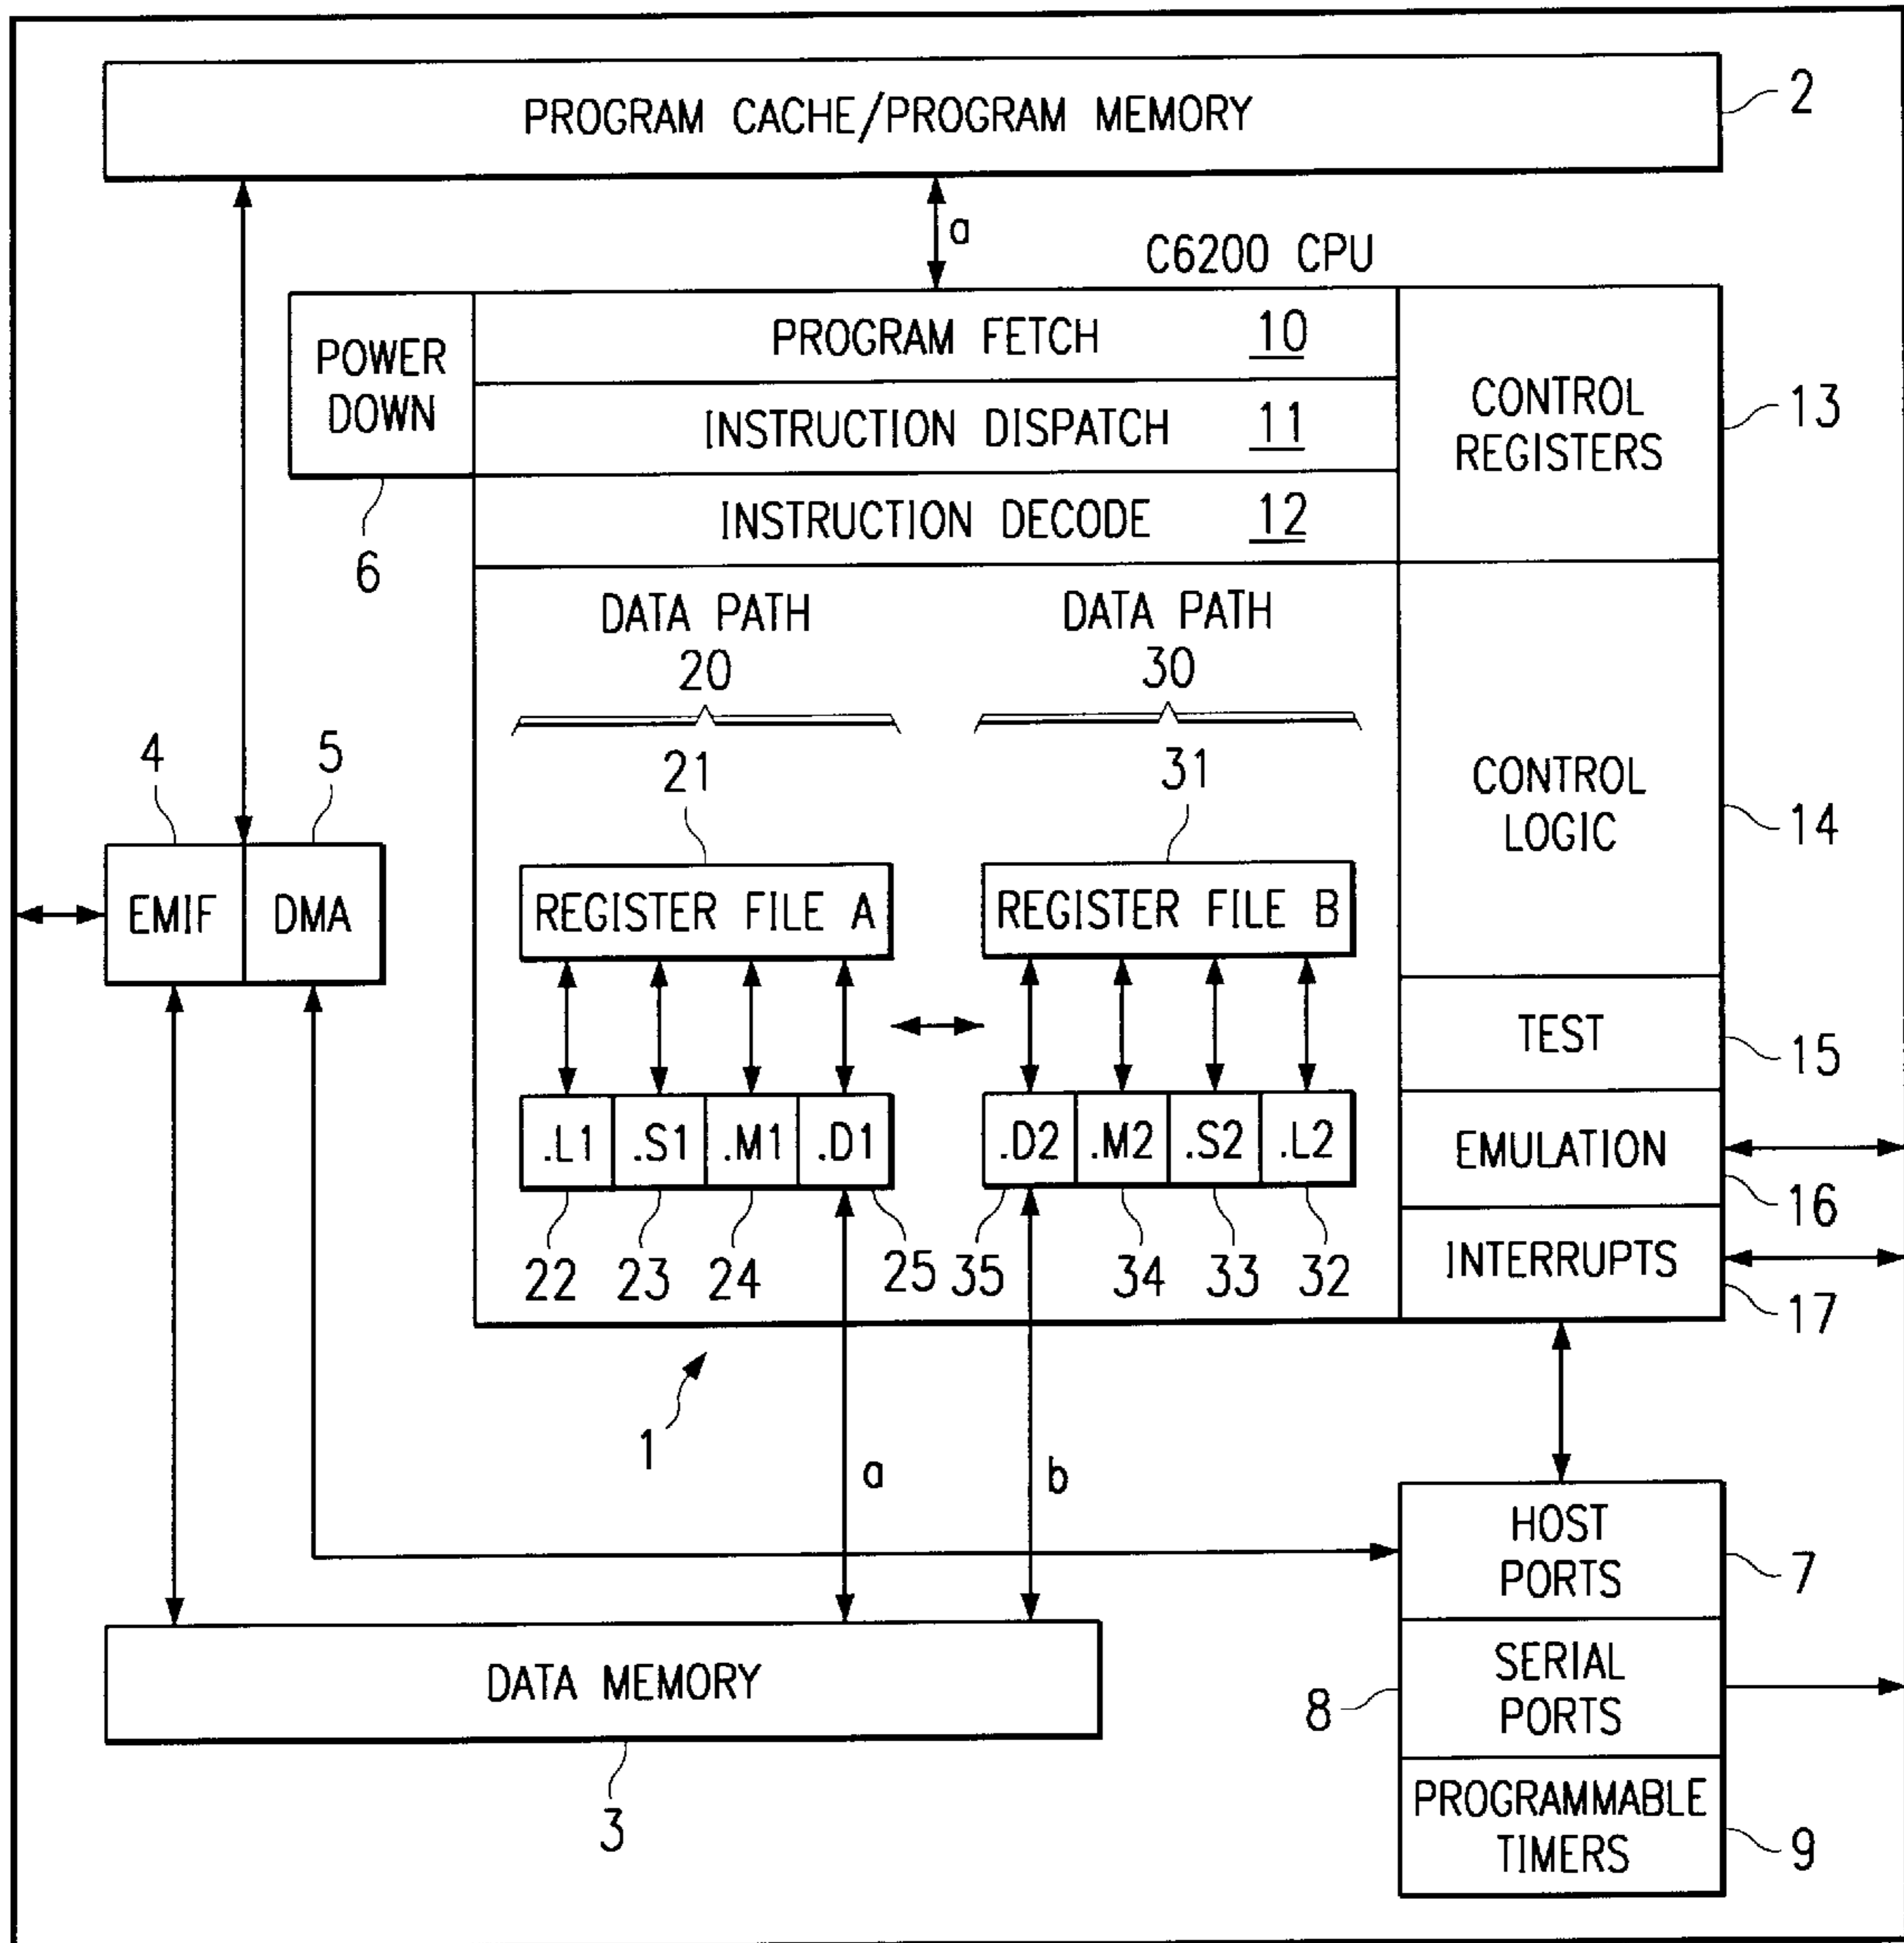 PROGRAM CACHE/PROGRAM MEMORY
2
a
C6200 CPU
POWER
DOWN
6
PROGRAM FETCH 10
INSTRUCTION DISPATCH 11
INSTRUCTION DECODE 12
CONTROL
REGISTERS
13
DATA PATH
20
DATA PATH
30
21
31
CONTROL
LOGIC
14
4
5
EMIF
DMA
REGISTER FILE A
REGISTER FILE B
TEST
15
.L1
.S1
.M1
.D1
.D2
.M2
.S2
.L2
EMULATION
16
22
23
24
25
35
34
33
32
INTERRUPTS
17
1
a
b
HOST
PORTS
7
SERIAL
PORTS
8
DATA MEMORY
3
PROGRAMMABLE
TIMERS
9